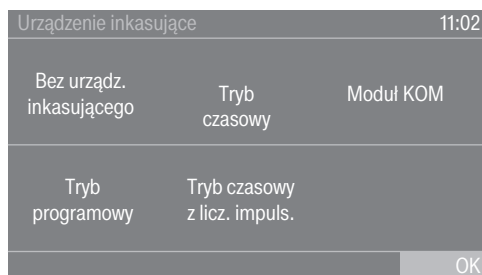 Urządzenie inkasujące 11:02
Bez urządz.
inkasującego
Tryb
czasowy
Moduł KOM
Tryb
programowy
Tryb czasowy
z licz. impuls.
OK